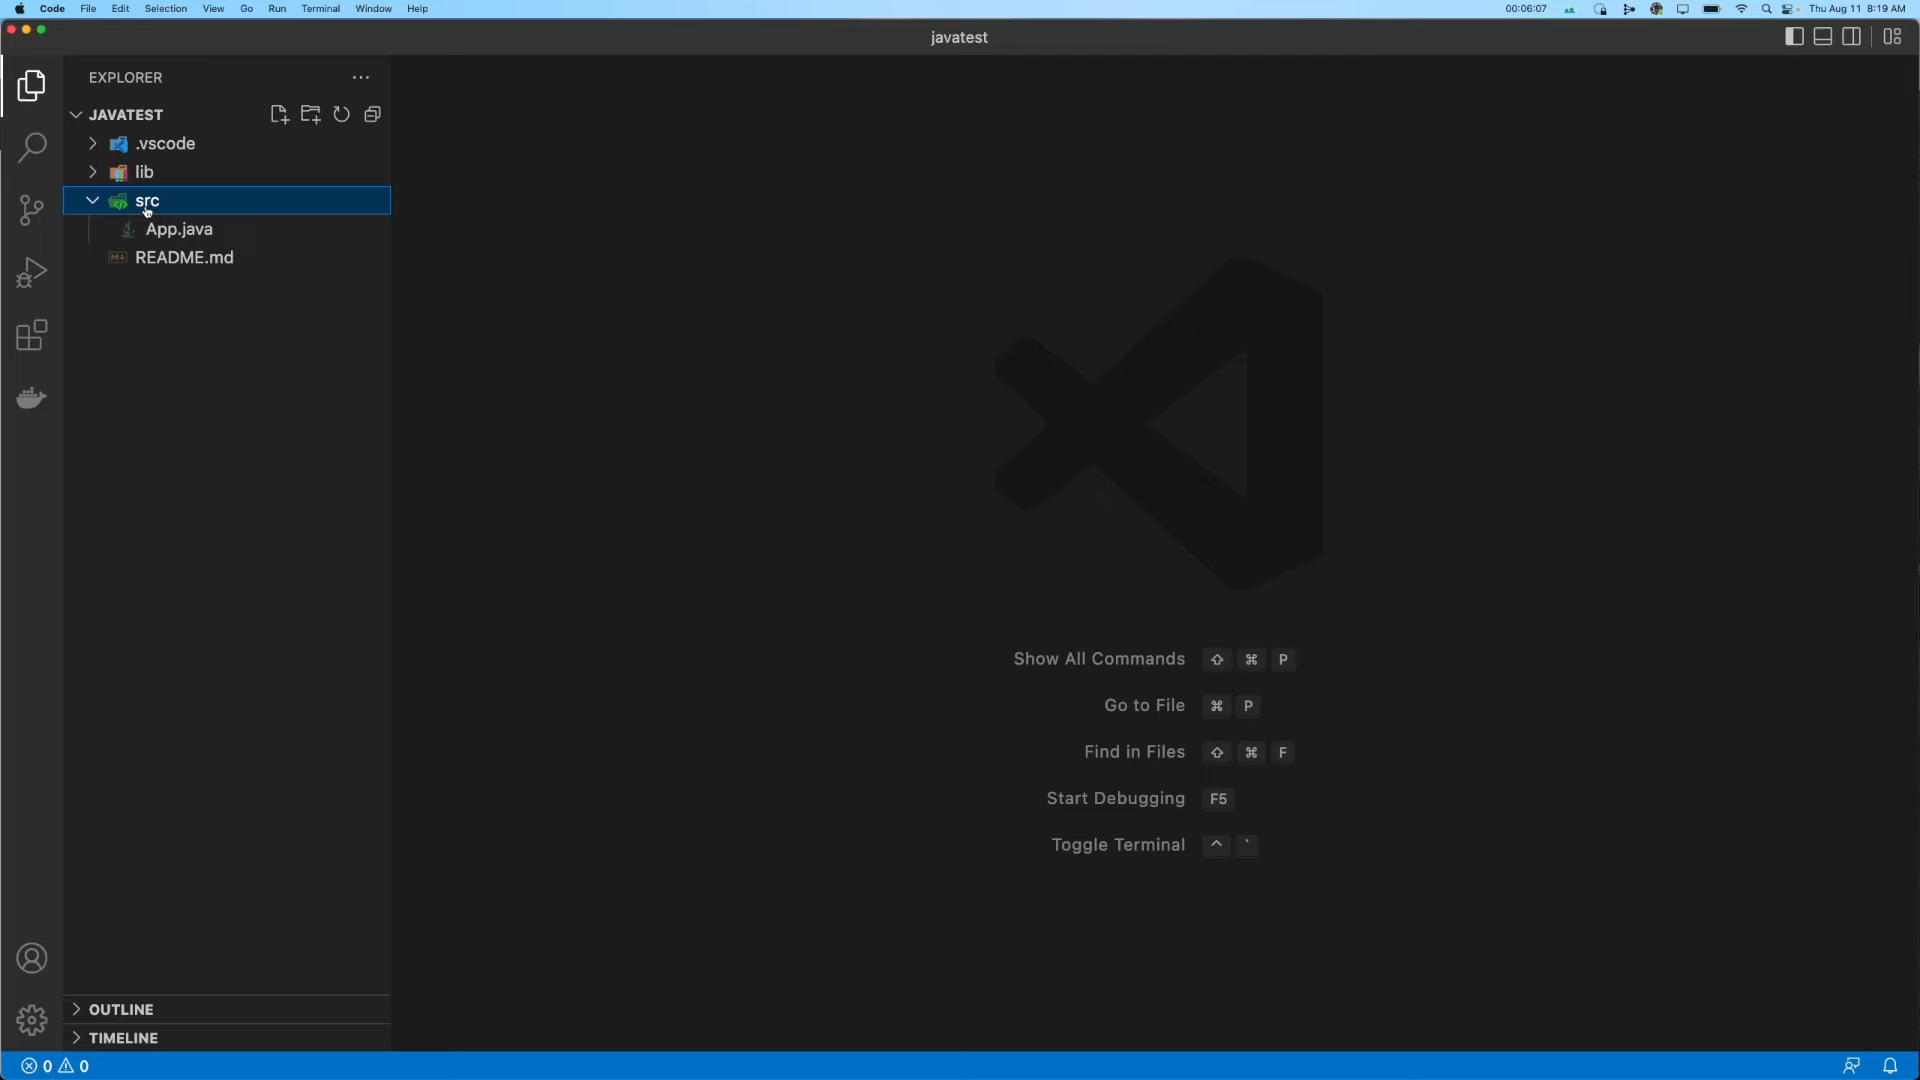 Code File Edit Selection View Go Run Terminal Window Help 00:06:07 Thu Aug 11 8:19 AM
javatest
EXPLORER
JAVATEST
.vscode
lib
src
App.java
README.md
Show All Commands ⇧ ⌘ P
Go to File ⌘ P
Find in Files ⇧ ⌘ F
Start Debugging F5
Toggle Terminal ^ `
OUTLINE
TIMELINE
0 0